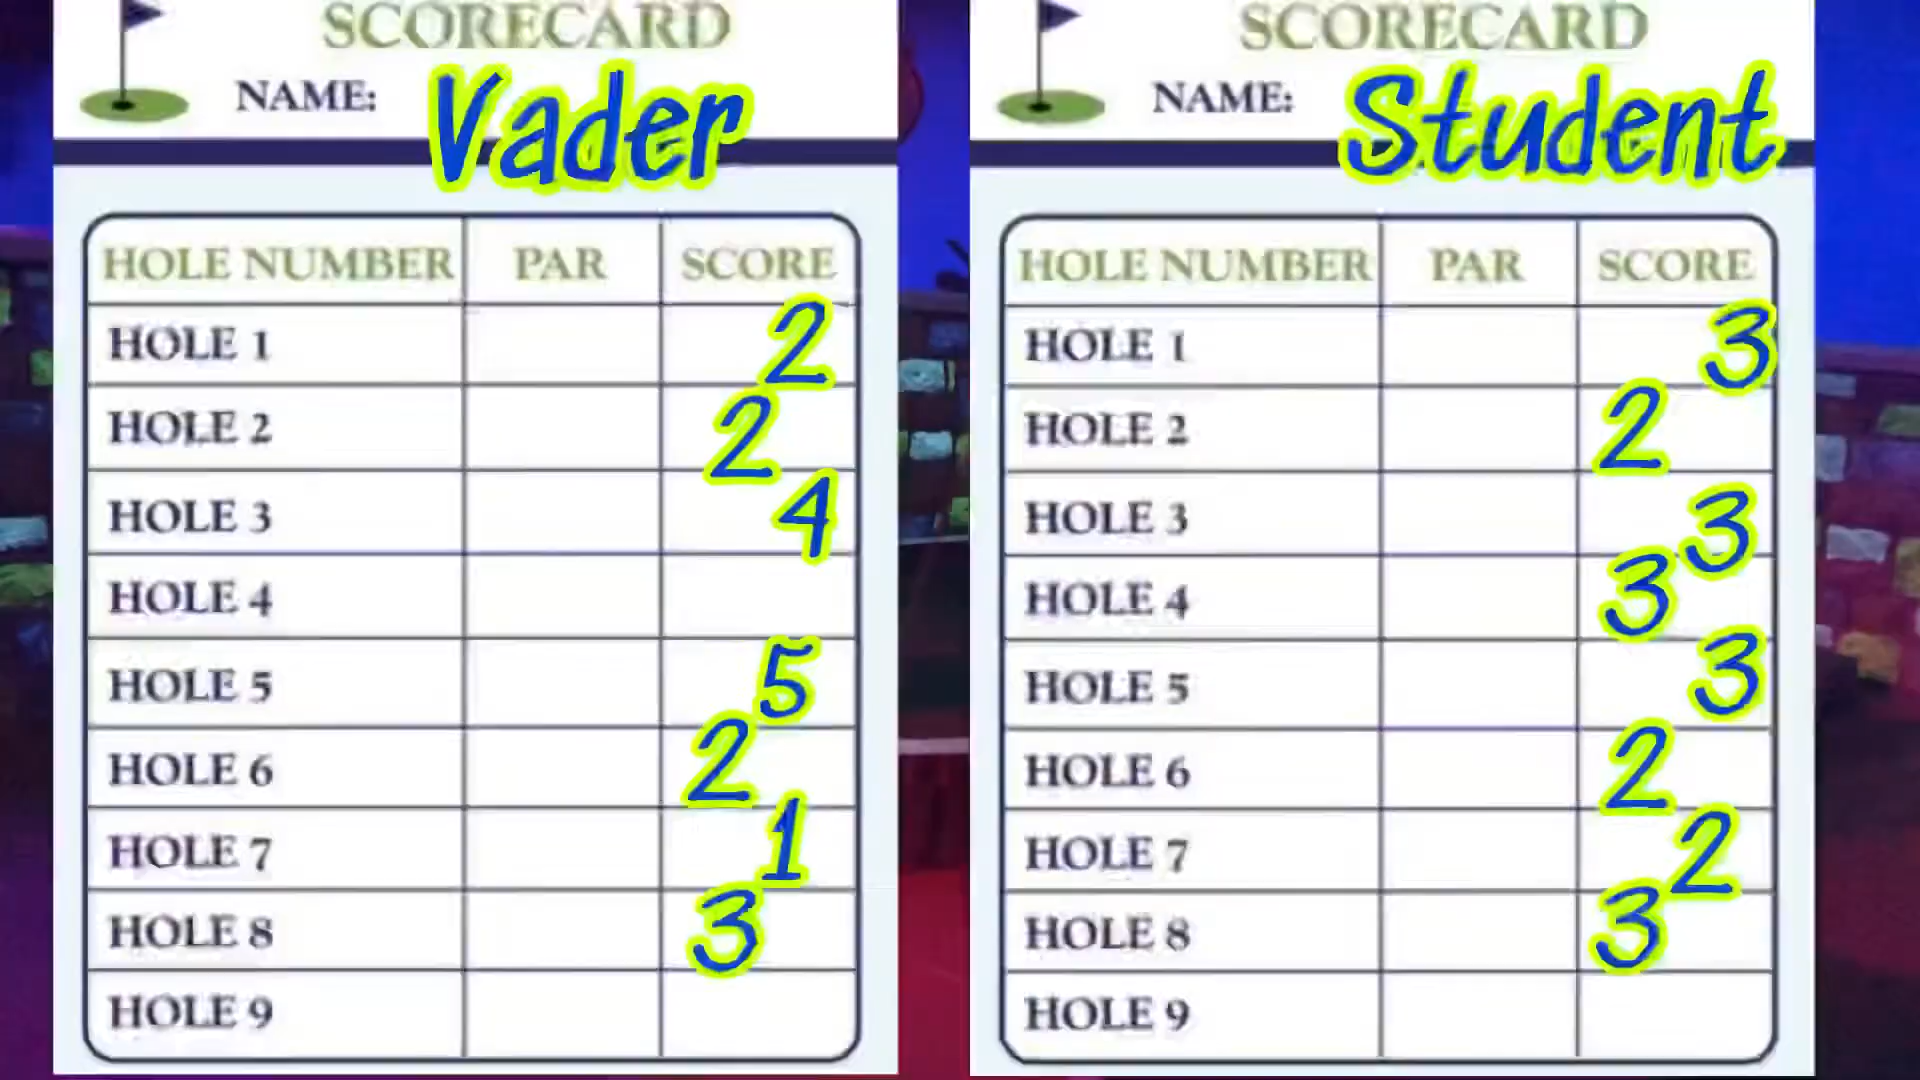 SCORECARD
NAME: Vader
HOLE NUMBER PAR SCORE
HOLE 1 2
HOLE 2 2
HOLE 3 4
HOLE 4
HOLE 5 5
HOLE 6 2
HOLE 7 1
HOLE 8 3
HOLE 9
SCORECARD
NAME: Student
HOLE NUMBER PAR SCORE
HOLE 1 3
HOLE 2 2
HOLE 3 3
HOLE 4 3
HOLE 5 3
HOLE 6 2
HOLE 7 2
HOLE 8 3
HOLE 9